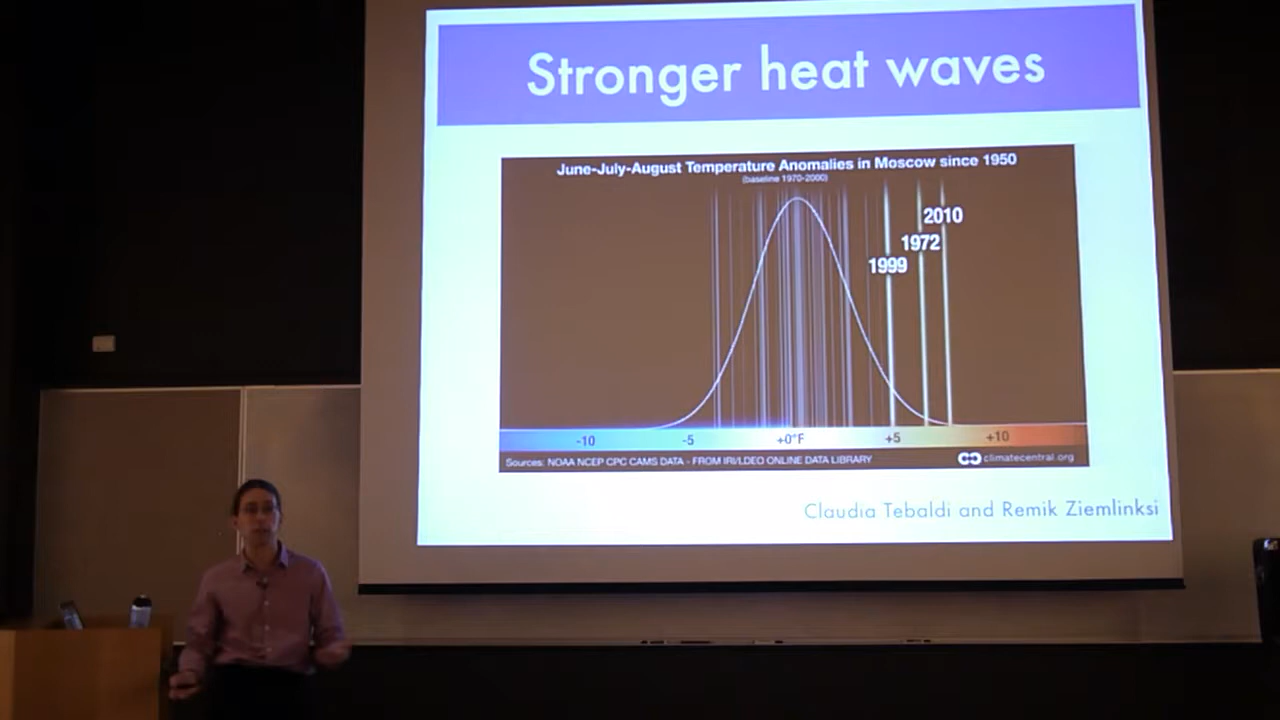 Stronger heat waves
June-July-August Temperature Anomalies in Moscow since 1950
(baseline 1970-2000)
2010
1972
1999
-10 -5 +0°F +5 +10
Sources: NOAA NCEP CPC CAMS DATA - FROM IRI/LDEO ONLINE DATA LIBRARY climatecentral.org
Claudia Tebaldi and Remik Ziemlinksi